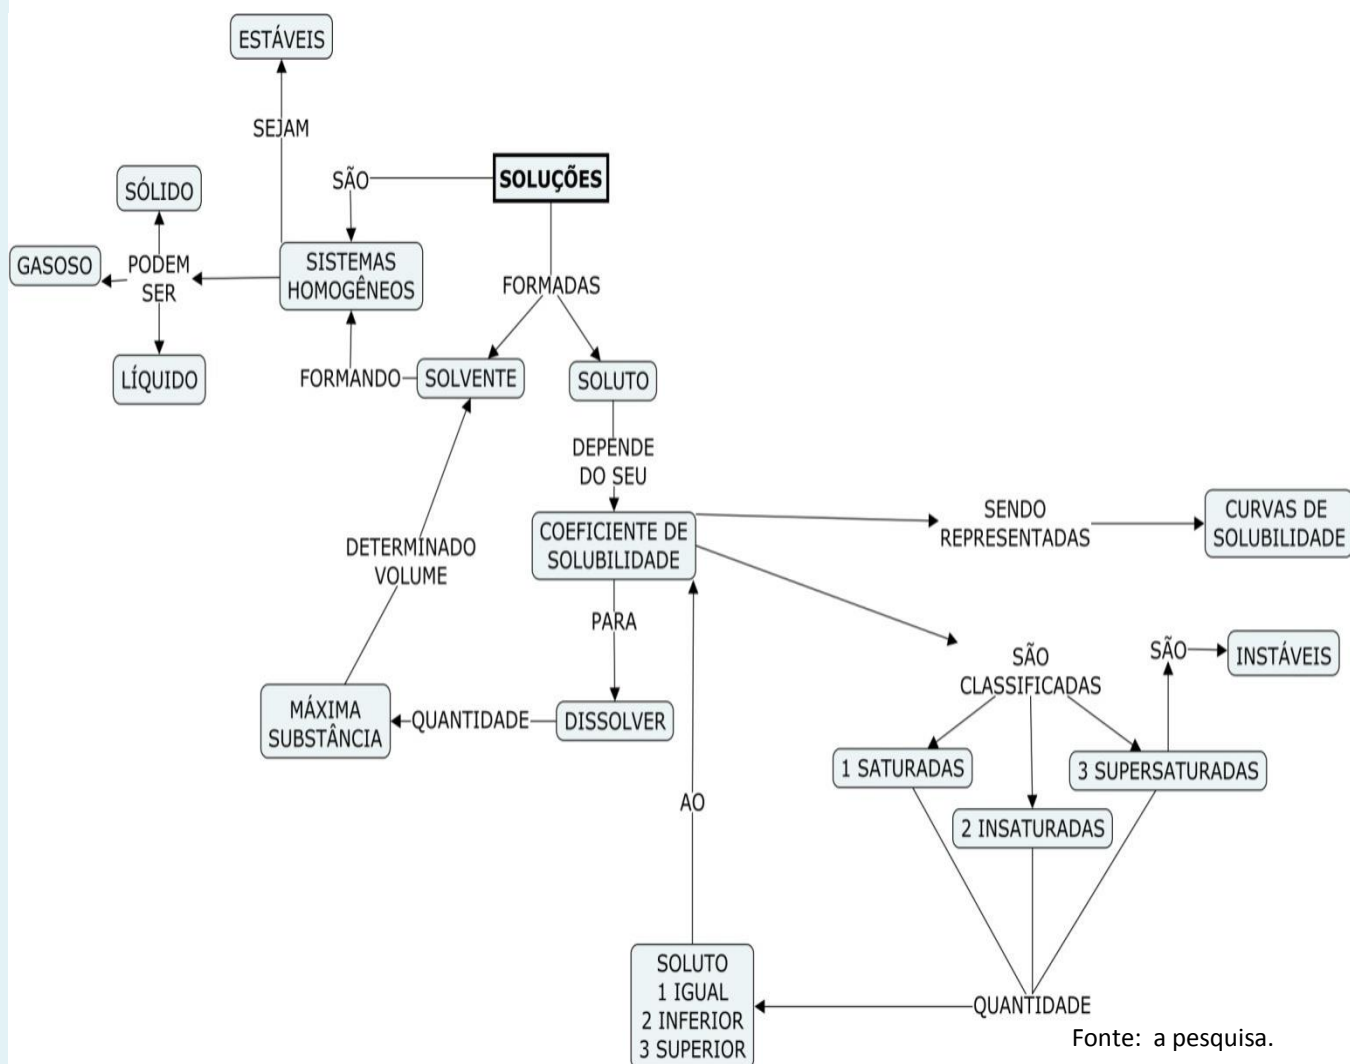 ESTÁVEIS
SEJAM
SÃO
SOLUÇÕES
SÓLIDO
GASOSO
PODEM
SER
SISTEMAS
HOMOGÊNEOS
FORMADAS
LÍQUIDO
FORMANDO
SOLVENTE
SOLUTO
DEPENDE
DO SEU
COEFICIENTE DE
SOLUBILIDADE
SENDO
REPRESENTADAS
CURVAS DE
SOLUBILIDADE
DETERMINADO
VOLUME
PARA
SÃO
CLASSIFICADAS
SÃO
INSTÁVEIS
MÁXIMA
SUBSTÂNCIA
QUANTIDADE
DISSOLVER
1 SATURADAS
3 SUPERSATURADAS
2 INSATURADAS
AO
SOLUTO
1 IGUAL
2 INFERIOR
3 SUPERIOR
QUANTIDADE
Fonte: a pesquisa.